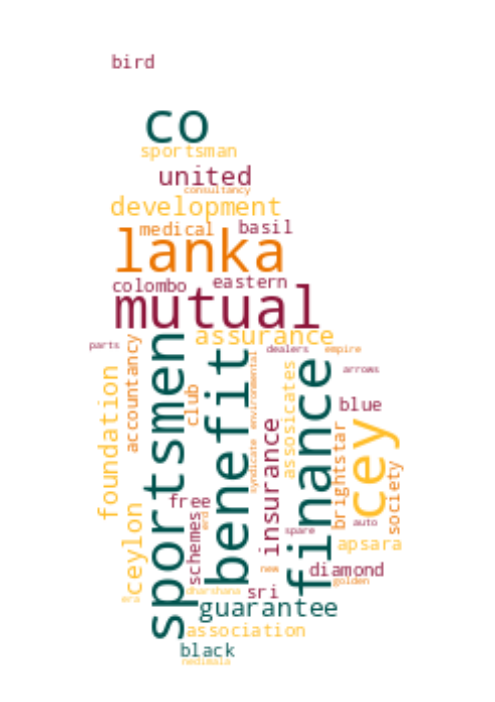 bird
co
sportsman
united
consultancy
development
medical
basil
lanka
eastern
colombo
mutual
assurance
parts
dealers
empire
arrows
sportsmen
benefit
finance
accountancy
foundation
club
environmental
assosicates
blue
cey
insurance
brightstar
syndicate
society
free
ceylon
schemes
erd
spare
auto
apsara
new
diamond
golden
dharshana
sri
guarantee
association
black
nedimala